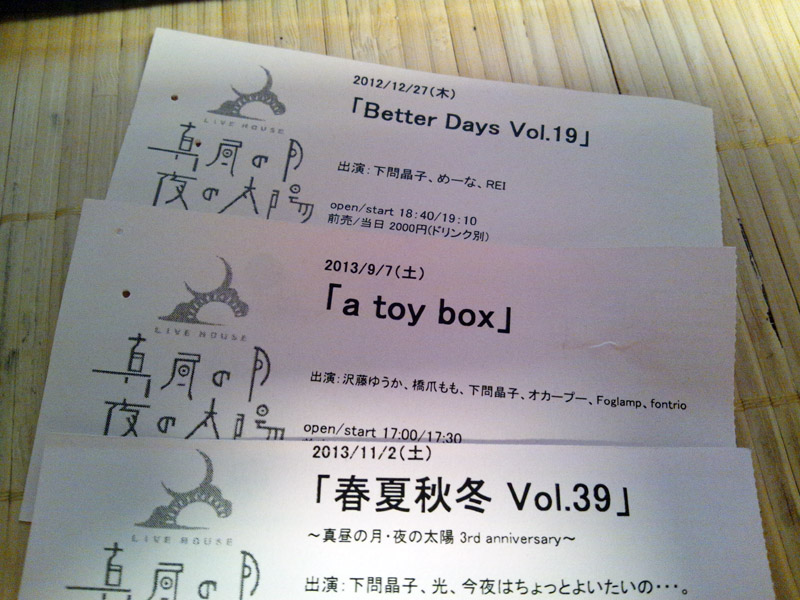 LIVE HOUSE
真昼の月
夜の太陽
2012/12/27(木)
「Better Days Vol.19」
出演:下問晶子、めーな、REI
open/start 18:40/19:10
前売/当日 2000円(ドリンク別)
LIVE HOUSE
真昼の月
夜の太陽
2013/9/7(土)
「a toy box」
出演:沢藤ゆうか、橋爪もも、下問晶子、オカープー、Foglamp、fontrio
open/start 17:00/17:30
LIVE HOUSE
真昼の月
2013/11/2(土)
「春夏秋冬 Vol.39」
~真昼の月・夜の太陽 3rd anniversary~
出演:下問晶子、光、今夜はちょっとよいたいの・・・。